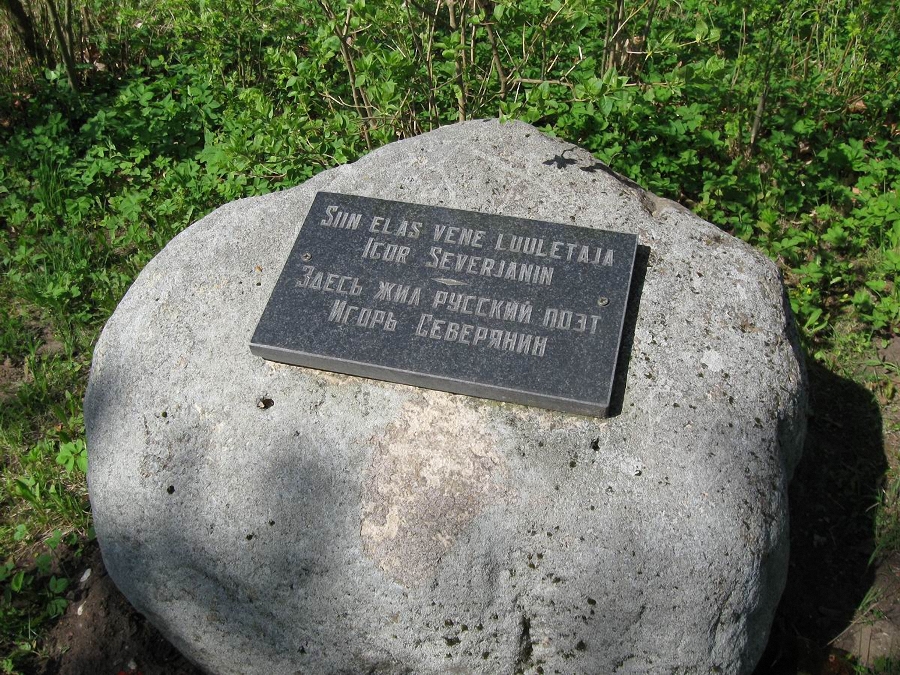 Siin elas vene luuletaja
Igor Severjanin
Здесь жил русский поэт
Игорь Северянин